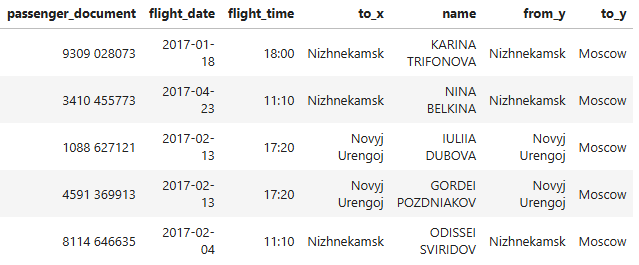 passenger_document flight_date flight_time to_x name from_y to_y
9309 028073 2017-01-18 18:00 Nizhnekamsk KARINA TRIFONOVA Nizhnekamsk Moscow
3410 455773 2017-04-23 11:10 Nizhnekamsk NINA BELKINA Nizhnekamsk Moscow
1088 627121 2017-02-13 17:20 Novyj Urengoj IULIIA DUBOVA Novyj Urengoj Moscow
4591 369913 2017-02-13 17:20 Novyj Urengoj GORDEI POZDNIAKOV Novyj Urengoj Moscow
8114 646635 2017-02-04 11:10 Nizhnekamsk ODISSEI SVIRIDOV Nizhnekamsk Moscow